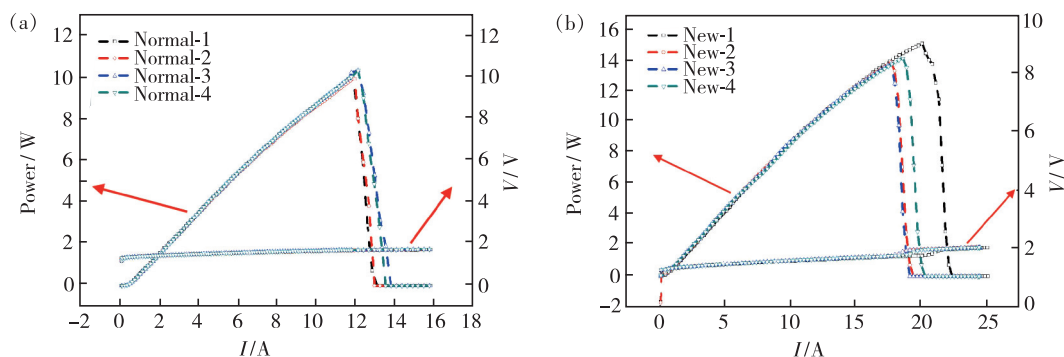 (a)
Normal-1
Normal-2
Normal-3
Normal-4
Power/W
12
10
8
6
4
2
0
−2 0 2 4 6 8 10 12 14 16 18
I/A
12
10
8
6
4
2
0
V/V
(b)
New-1
New-2
New-3
New-4
Power/W
16
14
12
10
8
6
4
2
0
−2
0 5 10 15 20 25
I/A
10
8
6
4
2
0
V/V